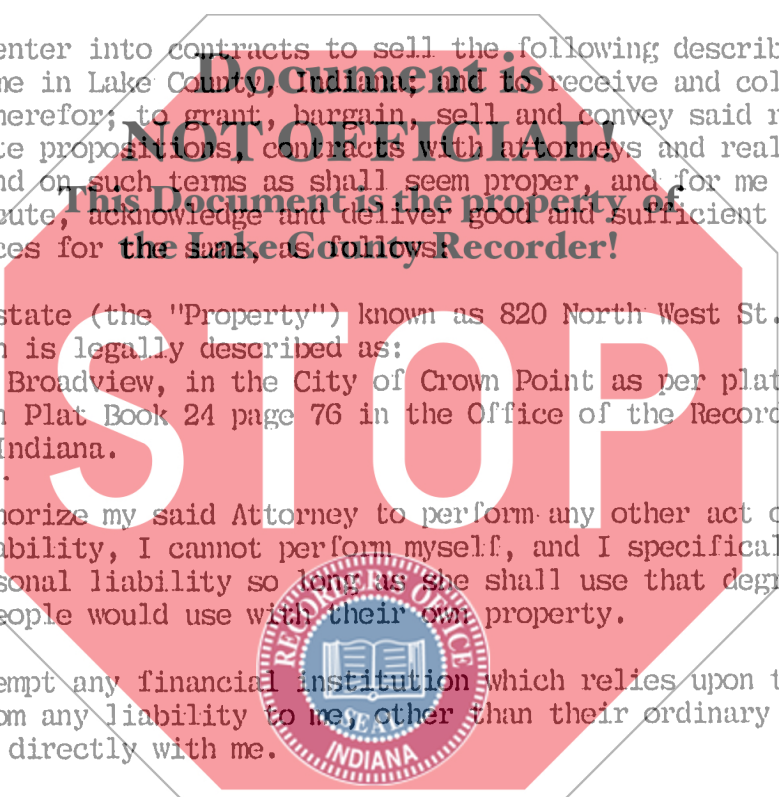 enter into contracts to sell the following describ
me in Lake County, Indiana; and to receive and col
herefor; to grant, bargain, sell and convey said r
te propositions, contracts with attorneys and real
nd on such terms as shall seem proper, and for me
ute, acknowledge and deliver good and sufficient
ces for the same, as follows:
Document is
NOT OFFICIAL!
This Document is the property of
the Lake County Recorder!
state (the "Property") known as 820 North West St.
n is legally described as:
Broadview, in the City of Crown Point as per plat
n Plat Book 24 page 76 in the Office of the Record
Indiana.
.
horize my said Attorney to perform any other act o
ability, I cannot perform myself, and I specifical
sonal liability so long as she shall use that degr
eople would use with their own property.
empt any financial institution which relies upon t
om any liability to me, other than their ordinary
directly with me.
STOP
RECORDER'S OFFICE
SEAL
INDIANA